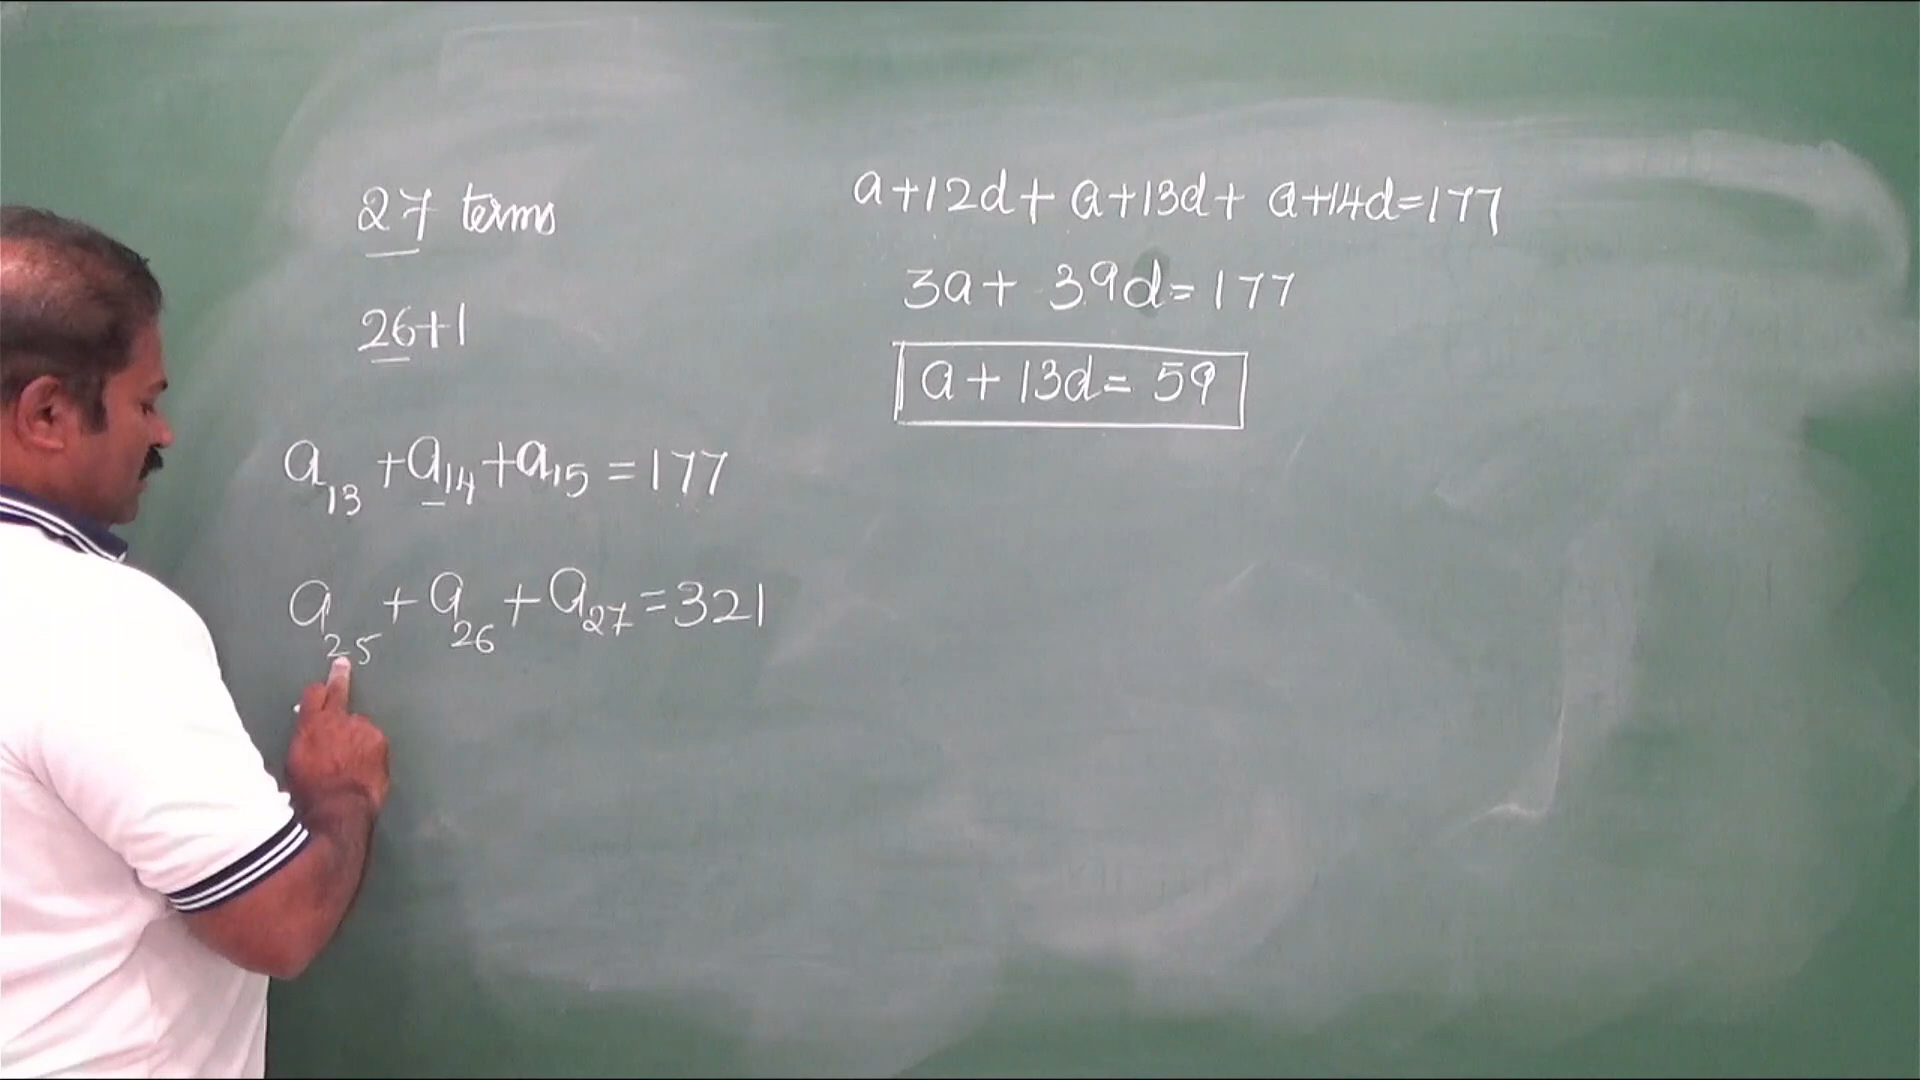 27 terms
26+1
a₁₃ + a₁₄ + a₁₅ = 177
a₂₅ + a₂₆ + a₂₇ = 321
a+12d+ a+13d+ a+14d=177
3a+ 39d=177
a+ 13d= 59